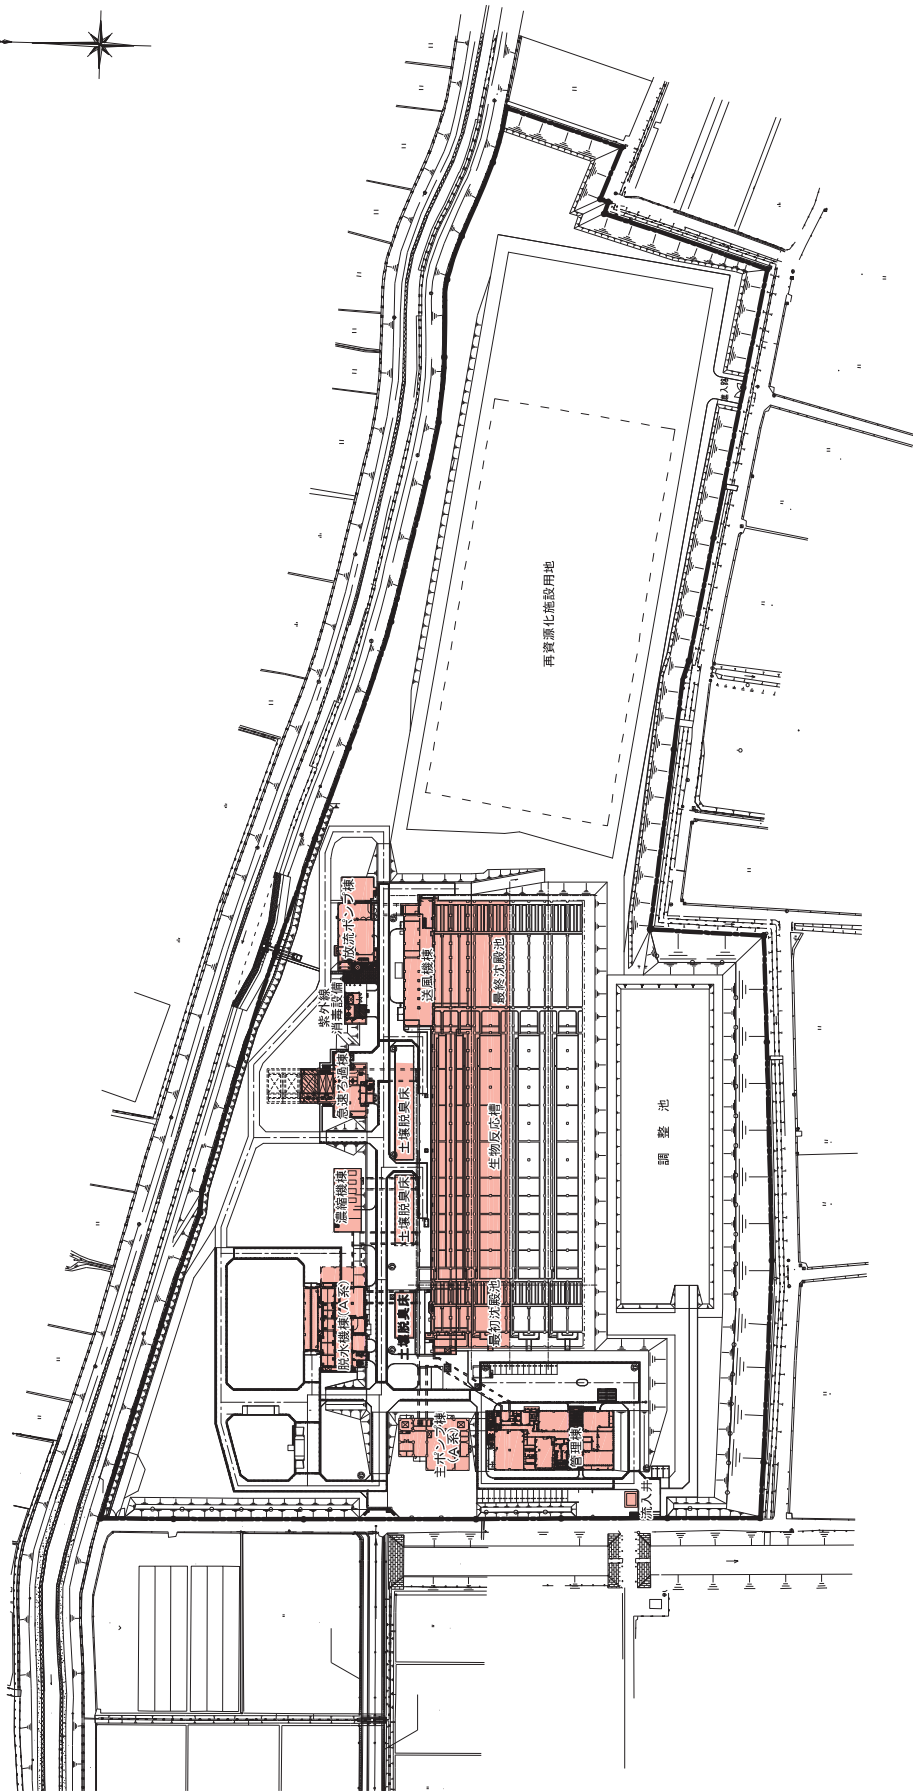 搬入路
再資源化施設用地
放流ポンプ棟
紫外線
消毒設備
送風機棟
最終沈殿池
急速ろ過棟
土壌脱臭床
生物反応槽
調整池
濃縮機棟
土壌脱臭床
脱水機棟(A系)
土壌脱臭床
最初沈殿池
主ポンプ棟
(A系)
管理棟
流入井